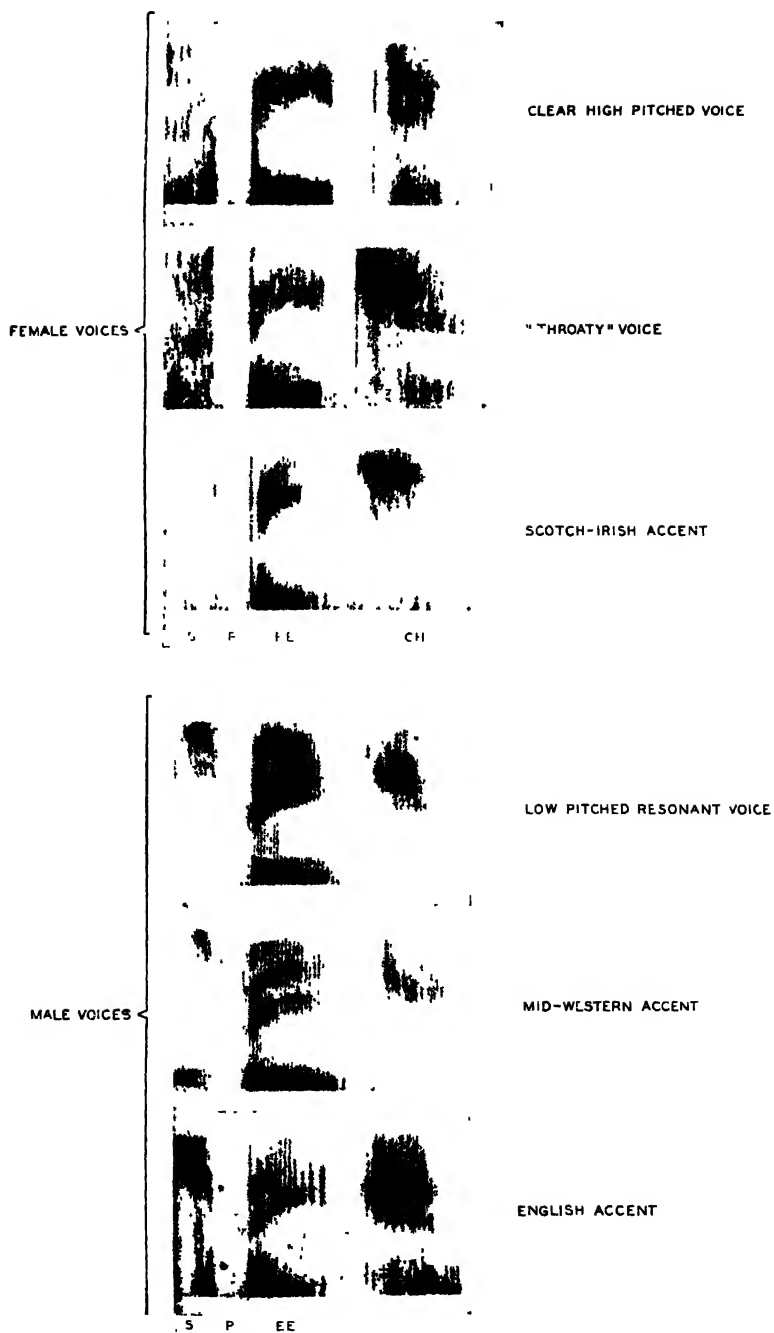 CLEAR HIGH PITCHED VOICE
FEMALE VOICES
"THROATY" VOICE
SCOTCH-IRISH ACCENT
S CH
LOW PITCHED RESONANT VOICE
MALE VOICES
MID-WESTERN ACCENT
ENGLISH ACCENT
S P EE